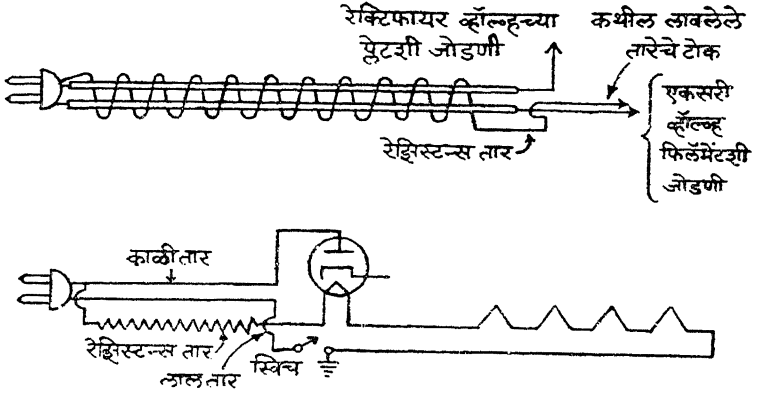 रेक्टिफायर व्हॉल्व्हच्या
प्लेटशी जोडणी
कथील लावलेले
तारेचे टोक
एकसरी
व्हॉल्व्ह
फिलॅमेंटशी
जोडणी
रेझिस्टन्स तार
काळी तार
रेझिस्टन्स तार
लाल तार
स्विच